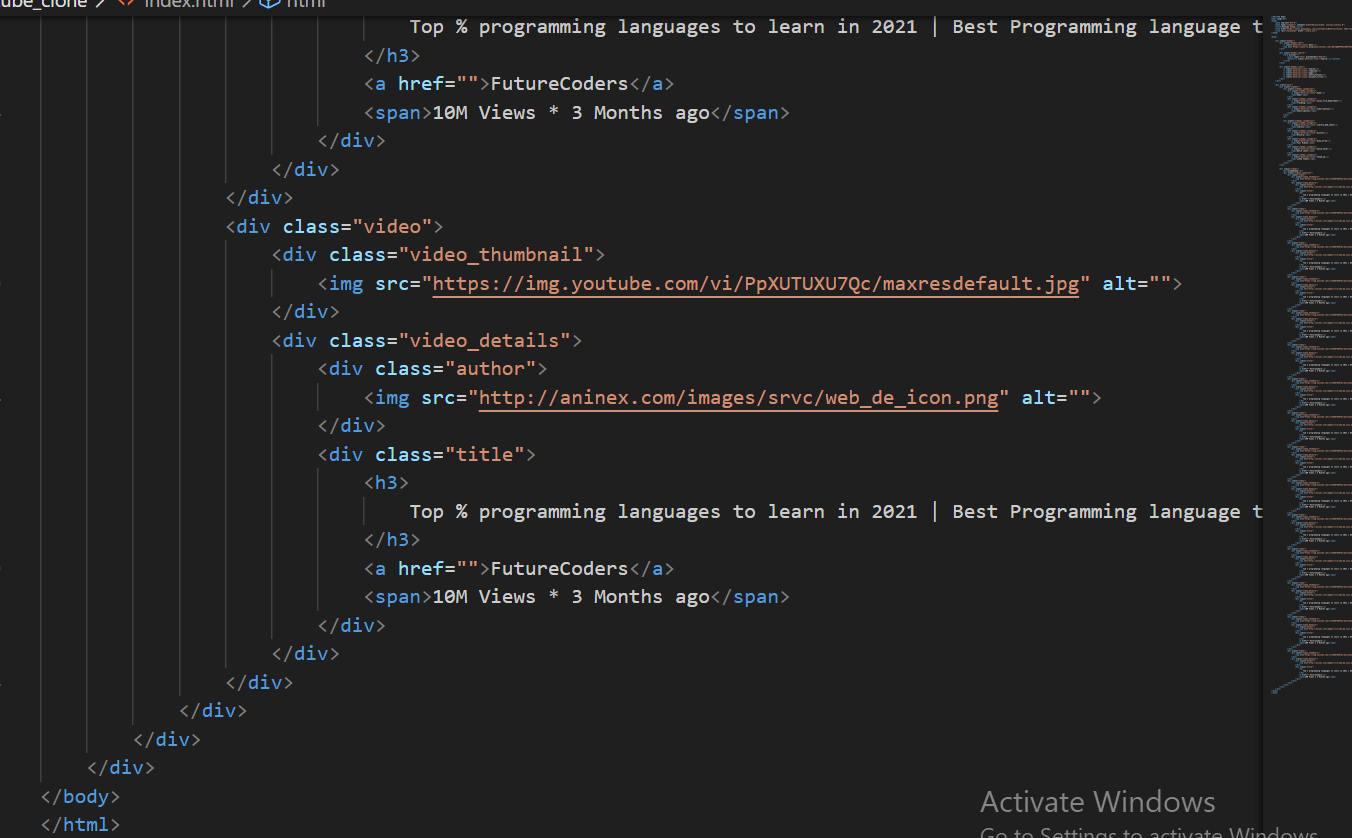 ube_clone > <> index.html > html
Top % programming languages to learn in 2021 | Best Programming language t
</h3>
<a href="">FutureCoders</a>
<span>10M Views * 3 Months ago</span>
</div>
</div>
</div>
<div class="video">
<div class="video_thumbnail">
<img src="https://img.youtube.com/vi/PpXUTUXU7Qc/maxresdefault.jpg" alt="">
</div>
<div class="video_details">
<div class="author">
<img src="http://aninex.com/images/srvc/web_de_icon.png" alt="">
</div>
<div class="title">
<h3>
Top % programming languages to learn in 2021 | Best Programming language t
</h3>
<a href="">FutureCoders</a>
<span>10M Views * 3 Months ago</span>
</div>
</div>
</div>
</div>
</div>
</div>
</body>
</html>
Activate Windows
Go to Settings to activate Windows.